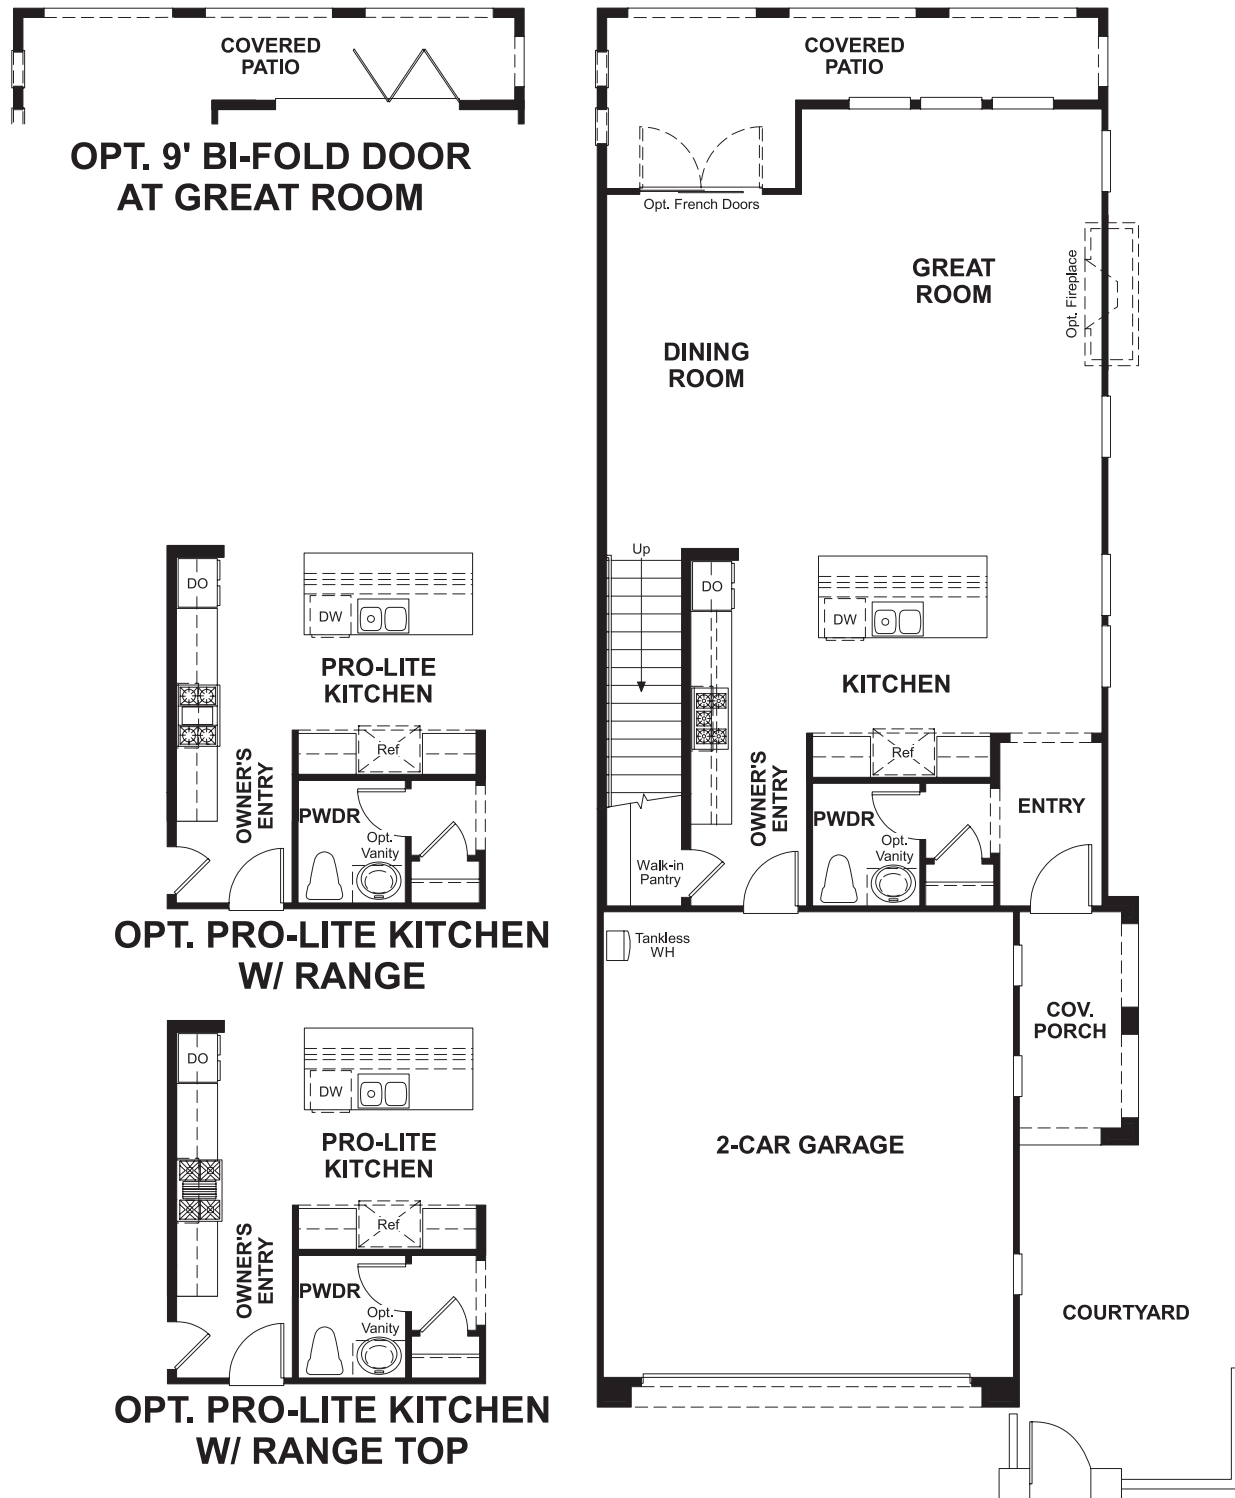 COVERED
PATIO
OPT. 9' BI-FOLD DOOR
AT GREAT ROOM
COVERED
PATIO
Opt. French Doors
GREAT
ROOM
Opt. Fireplace
DINING
ROOM
Up
DO
DW
KITCHEN
Ref
OWNER'S
ENTRY
PWDR
Opt.
Vanity
ENTRY
Walk-in
Pantry
Tankless
WH
COV.
PORCH
2-CAR GARAGE
COURTYARD
DO
DW
PRO-LITE
KITCHEN
Ref
OWNER'S
ENTRY
PWDR
Opt.
Vanity
OPT. PRO-LITE KITCHEN
W/ RANGE
DO
DW
PRO-LITE
KITCHEN
Ref
OWNER'S
ENTRY
PWDR
Opt.
Vanity
OPT. PRO-LITE KITCHEN
W/ RANGE TOP